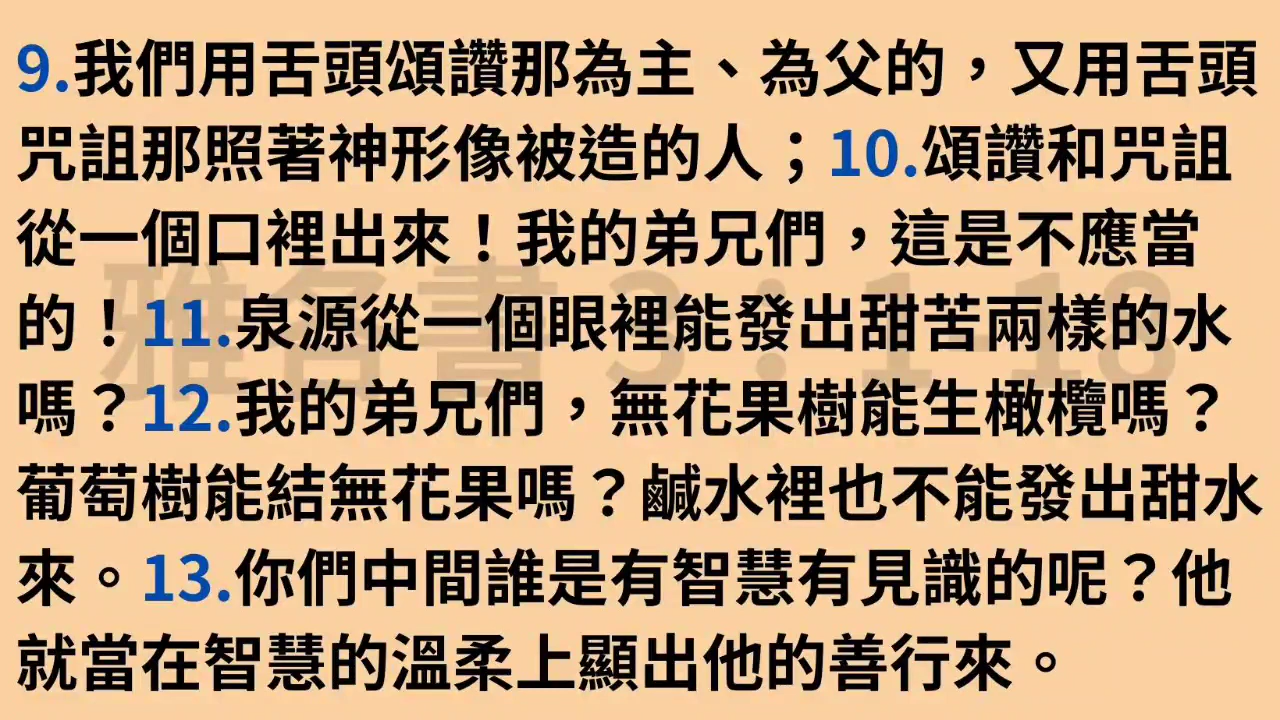 9.我們用舌頭頌讚那為主、為父的，又用舌頭
咒詛那照著神形像被造的人；10.頌讚和咒詛
從一個口裡出來！我的弟兄們，這是不應當
的！11.泉源從一個眼裡能發出甜苦兩樣的水
嗎？12.我的弟兄們，無花果樹能生橄欖嗎？
葡萄樹能結無花果嗎？鹹水裡也不能發出甜水
來。13.你們中間誰是有智慧有見識的呢？他
就當在智慧的溫柔上顯出他的善行來。
雅各書 3：1-18